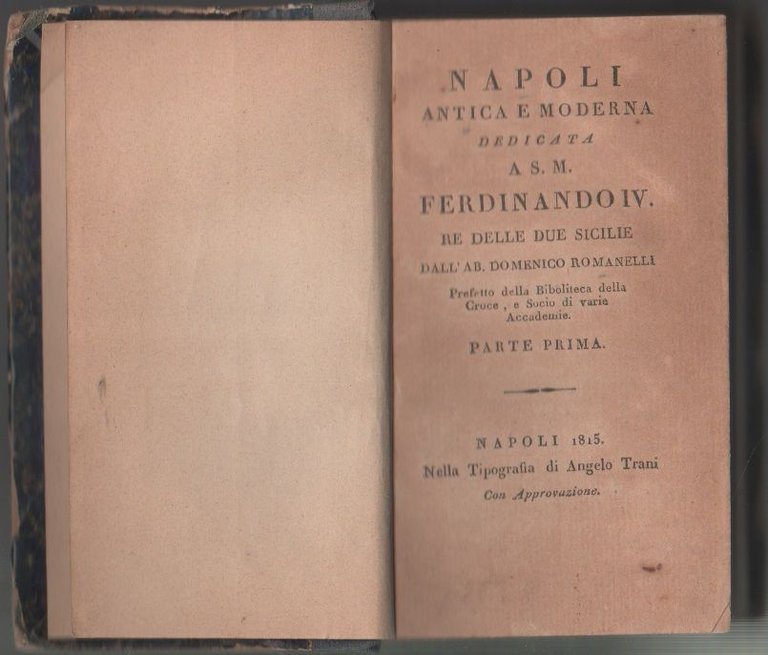 NAPOLI
ANTICA E MODERNA
DEDICATA
A S. M.
FERDINANDO IV.
RE DELLE DUE SICILIE
DALL' AB. DOMENICO ROMANELLI
Prefetto della Biboliteca della
Croce, e Socio di varie
Accademie.
PARTE PRIMA.
NAPOLI 1815.
Nella Tipografia di Angelo Trani
Con Approvazione.